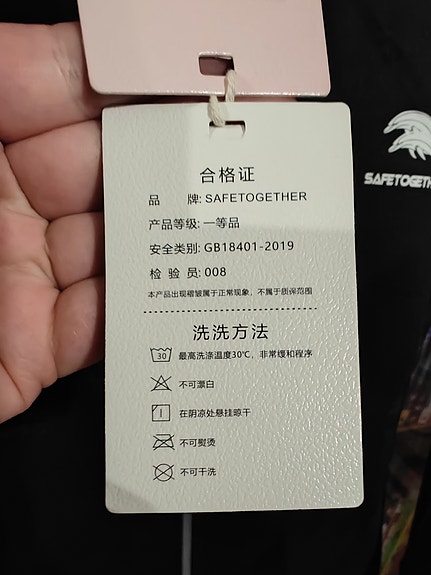 合格证
品 牌: SAFETOGETHER
产品等级: 一等品
安全类别: GB18401-2019
检 验 员: 008
本产品出现褶皱属于正常现象，不属于质保范围
洗洗方法
30 最高洗涤温度30℃，非常缓和程序
不可漂白
在阴凉处悬挂晾干
不可熨烫
不可干洗
SAFETOGETH